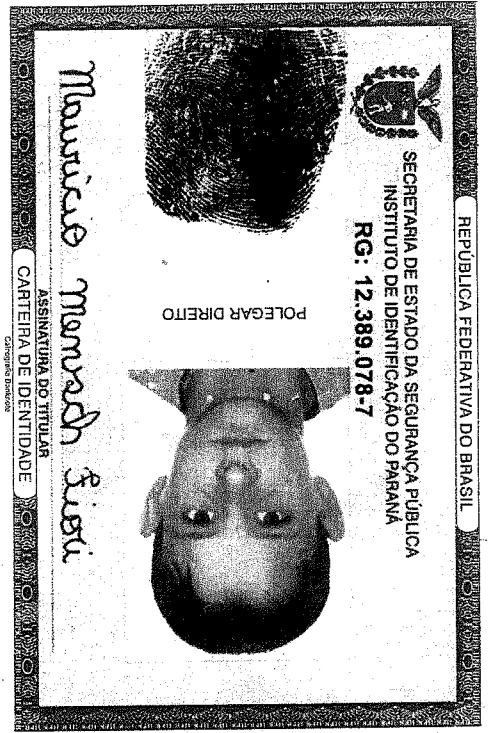 REPÚBLICA FEDERATIVA DO BRASIL
SECRETARIA DE ESTADO DA SEGURANÇA PÚBLICA
INSTITUTO DE IDENTIFICAÇÃO DO PARANÁ
RG: 12.389.078-7
POLEGAR DIREITO
Mauricio Menssch Fiori
ASSINATURA DO TITULAR
CARTEIRA DE IDENTIDADE